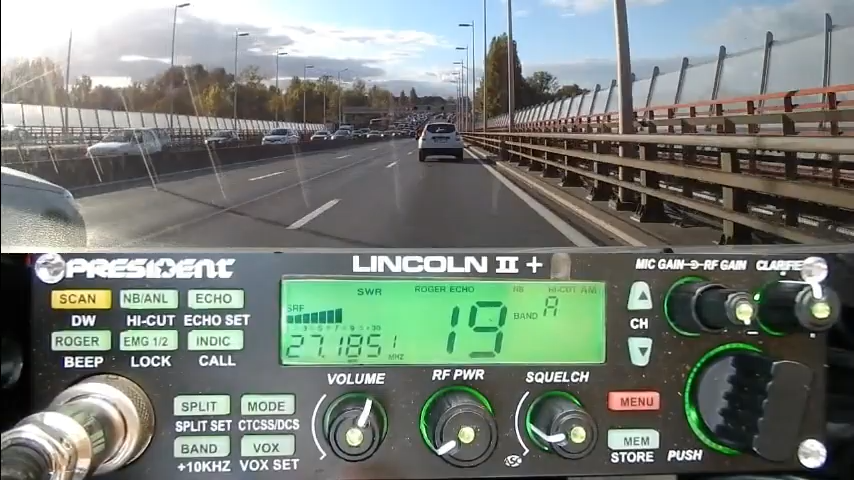 PRESIDENT LINCOLN II + MIC GAIN RF GAIN CLARIFIER
SCAN NB/ANL ECHO
DW HI-CUT ECHO SET
ROGER EMG 1/2 INDIC
BEEP LOCK CALL
SWR ROGER ECHO NB HI-CUT AM
SRF 19 BAND A
27.1851 MHZ
CH
VOLUME RF PWR SQUELCH
SPLIT MODE
SPLIT SET CTCSS/DCS
BAND VOX
+10KHZ VOX SET
ASC
MENU
MEM
STORE PUSH